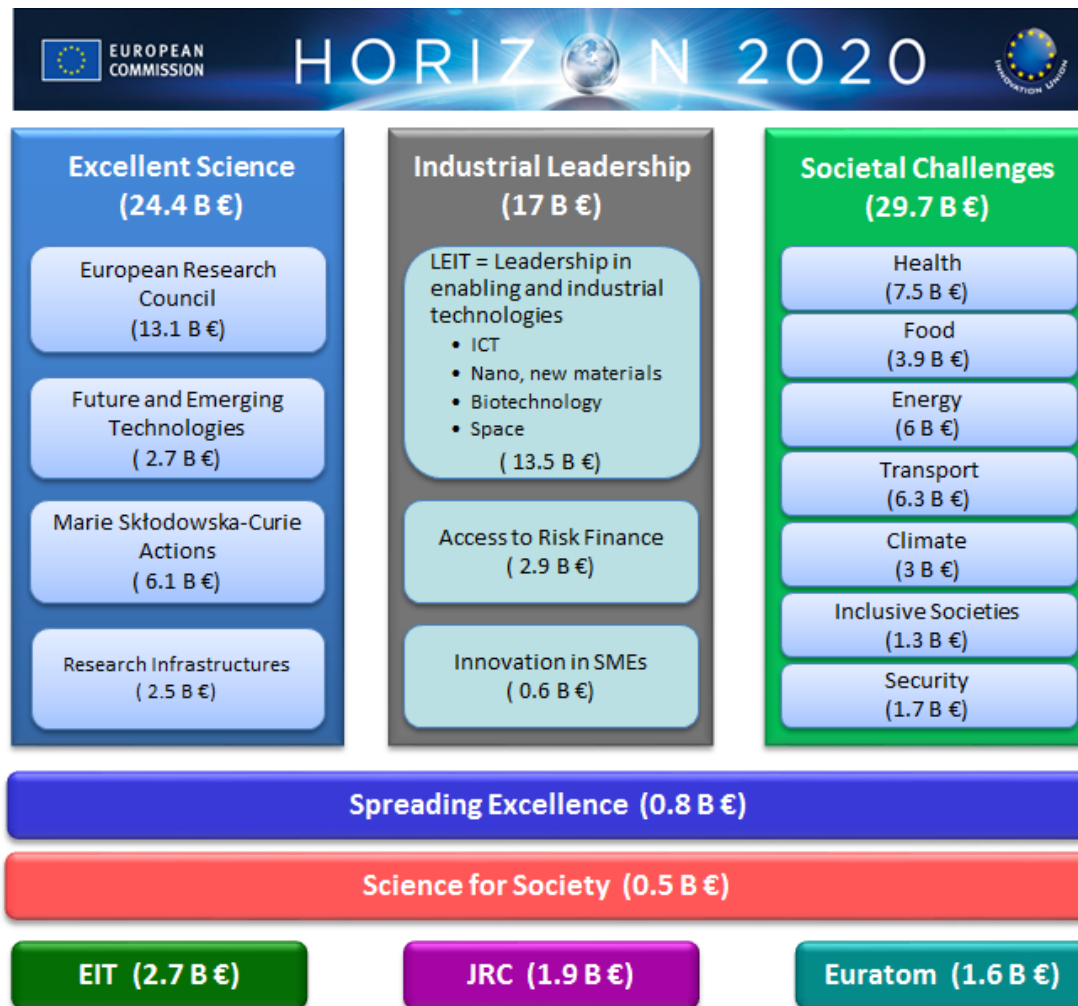 EUROPEAN
COMMISSION
HORIZON 2020
INNOVATION UNION
Excellent Science
(24.4 B €)
European Research
Council
(13.1 B €)
Future and Emerging
Technologies
( 2.7 B €)
Marie Skłodowska-Curie
Actions
( 6.1 B €)
Research Infrastructures
( 2.5 B €)
Industrial Leadership
(17 B €)
LEIT = Leadership in
enabling and industrial
technologies
• ICT
• Nano, new materials
• Biotechnology
• Space
( 13.5 B €)
Access to Risk Finance
( 2.9 B €)
Innovation in SMEs
( 0.6 B €)
Societal Challenges
(29.7 B €)
Health
(7.5 B €)
Food
(3.9 B €)
Energy
(6 B €)
Transport
(6.3 B €)
Climate
(3 B €)
Inclusive Societies
(1.3 B €)
Security
(1.7 B €)
Spreading Excellence (0.8 B €)
Science for Society (0.5 B €)
EIT (2.7 B €)
JRC (1.9 B €)
Euratom (1.6 B €)